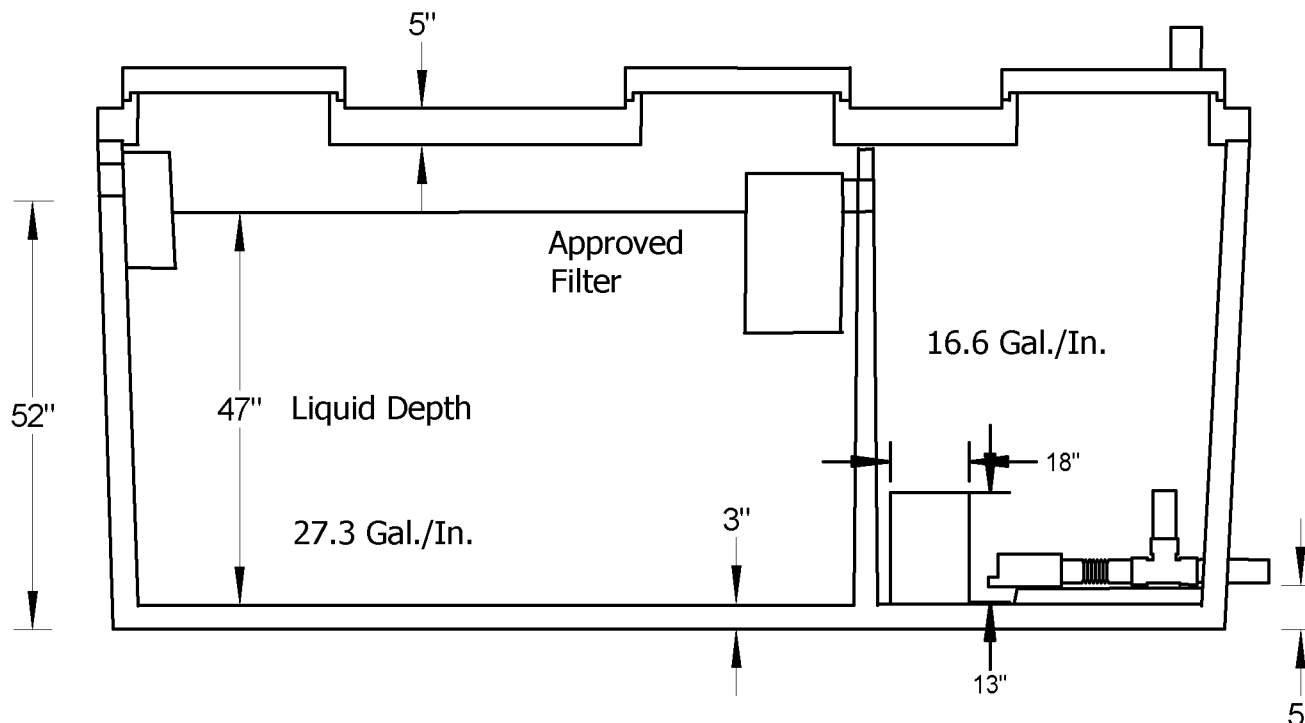 5"
Approved
Filter
16.6 Gal./In.
52"
47"
Liquid Depth
18"
27.3 Gal./In.
3"
13"
5